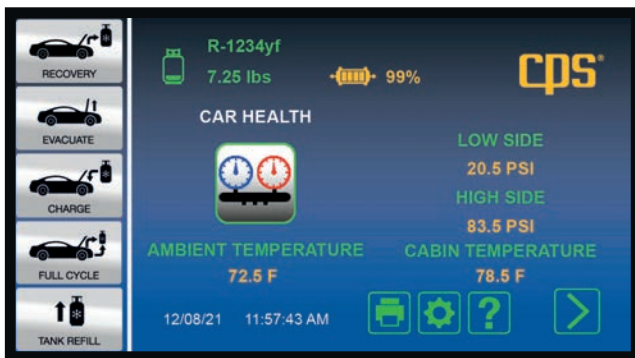 RECOVERY
EVACUATE
CHARGE
FULL CYCLE
TANK REFILL
R-1234yf
7.25 lbs
99%
cps®
CAR HEALTH
LOW SIDE
20.5 PSI
HIGH SIDE
83.5 PSI
AMBIENT TEMPERATURE
72.5 F
CABIN TEMPERATURE
78.5 F
12/08/21 11:57:43 AM
?